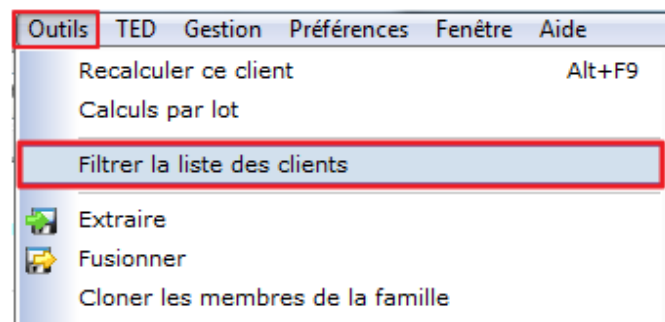 Outils TED Gestion Préférences Fenêtre Aide
Recalculer ce client Alt+F9
Calculs par lot
Filtrer la liste des clients
Extraire
Fusionner
Cloner les membres de la famille